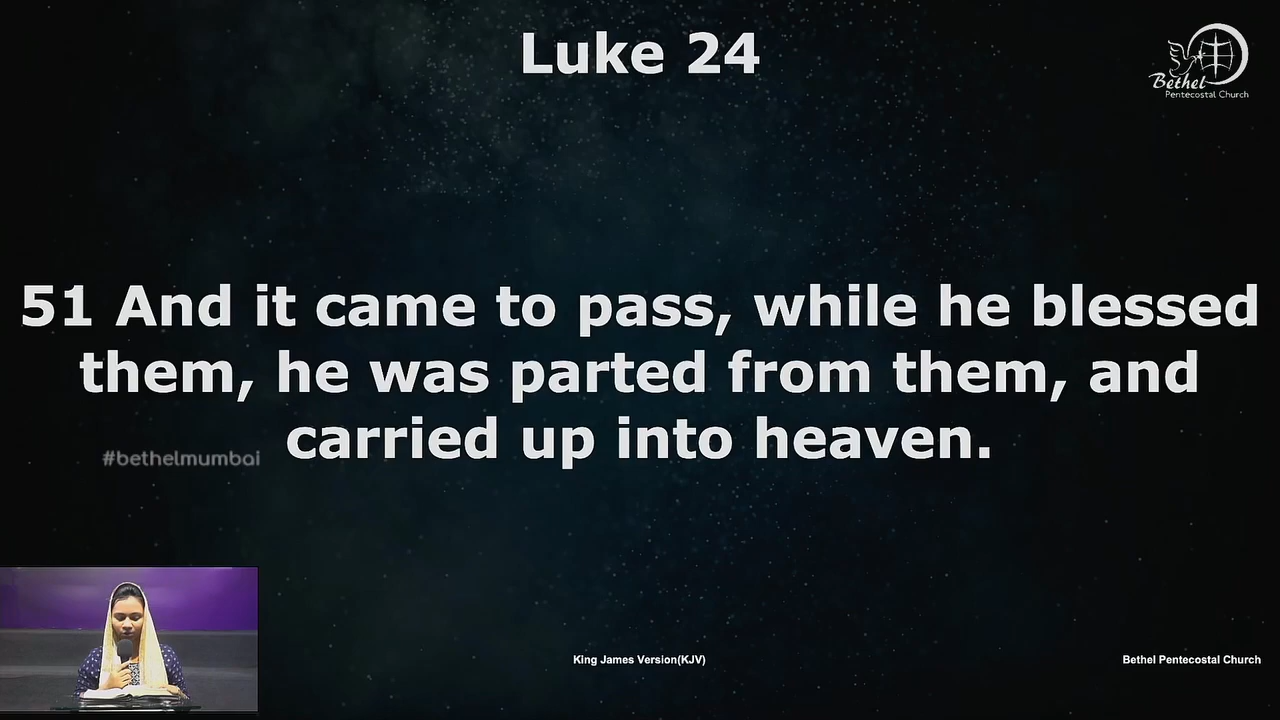 Luke 24
Bethel
Pentecostal Church
51 And it came to pass, while he blessed
them, he was parted from them, and
carried up into heaven.
#bethelmumbai
King James Version(KJV)
Bethel Pentecostal Church